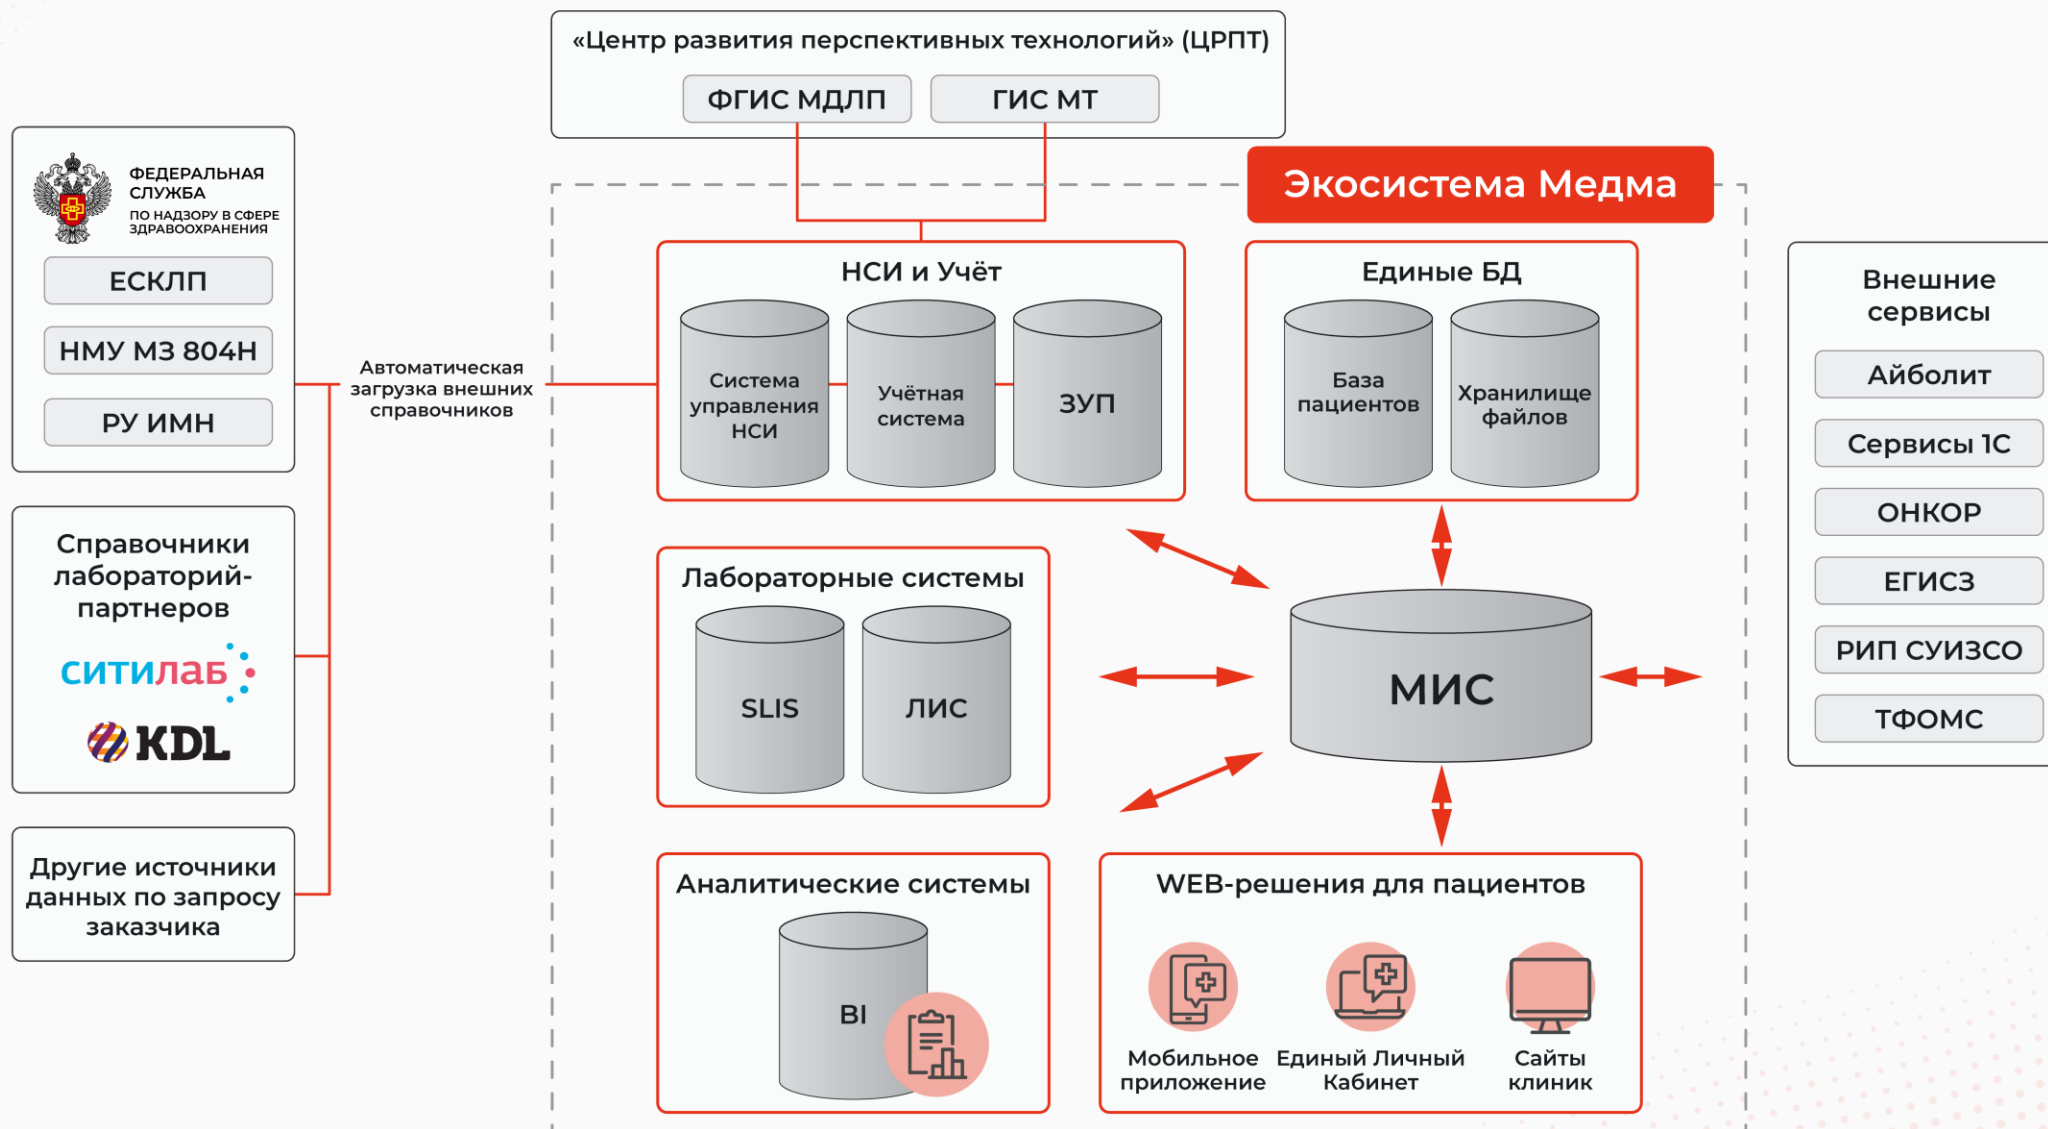 «Центр развития перспективных технологий» (ЦРПТ)
ФГИС МДЛП
ГИС МТ
ФЕДЕРАЛЬНАЯ
СЛУЖБА
ПО НАДЗОРУ В СФЕРЕ
ЗДРАВООХРАНЕНИЯ
ЕСКЛП
НМУ МЗ 804Н
РУ ИМН
Справочники
лабораторий-
партнеров
СИТИЛАБ
KDL
Другие источники
данных по запросу
заказчика
Автоматическая
загрузка внешних
справочников
Экосистема Медма
НСИ и Учёт
Система
управления
НСИ
Учётная
система
ЗУП
Единые БД
База
пациентов
Хранилище
файлов
Лабораторные системы
SLIS
ЛИС
МИС
Аналитические системы
BI
WEB-решения для пациентов
Мобильное
приложение
Единый Личный
Кабинет
Сайты
клиник
Внешние
сервисы
Айболит
Сервисы 1С
ОНКОР
ЕГИСЗ
РИП СУИЗСО
ТФОМС